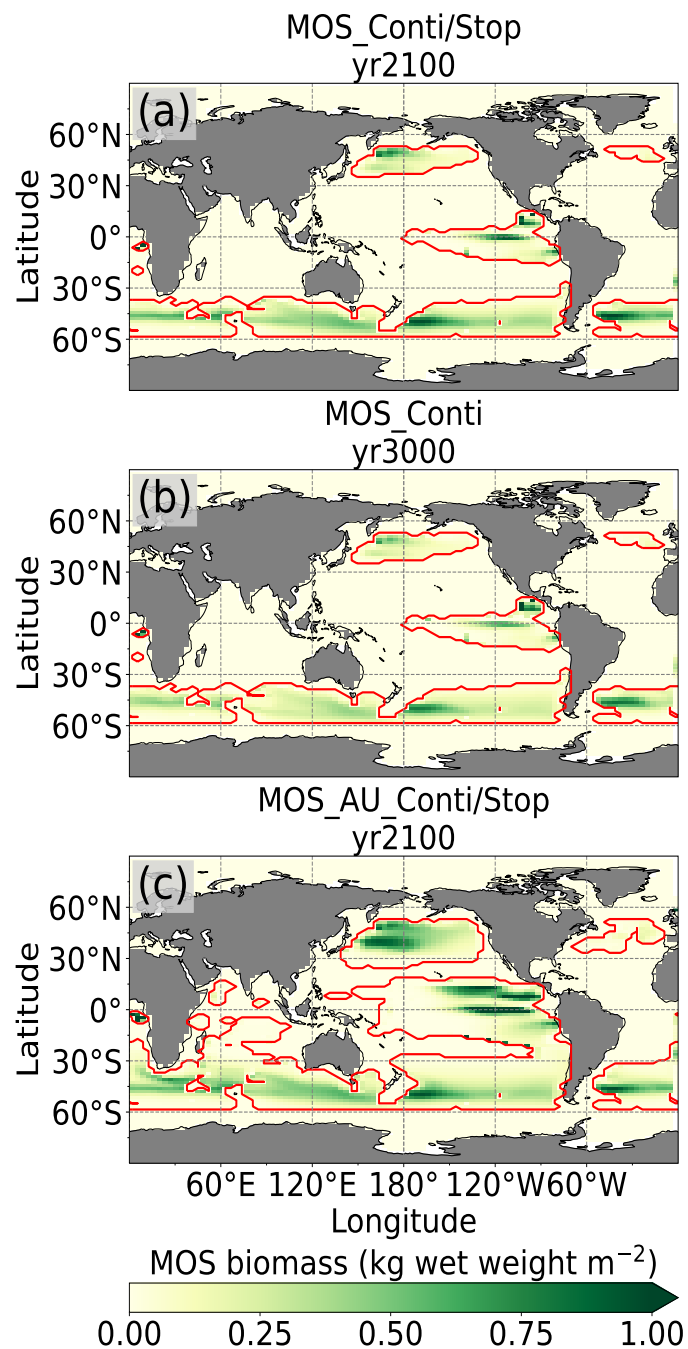 MOS_Conti/Stop
yr2100
(a)
60°N
30°N
0°
30°S
60°S
Latitude
MOS_Conti
yr3000
(b)
60°N
30°N
0°
30°S
60°S
Latitude
MOS_AU_Conti/Stop
yr2100
(c)
60°N
30°N
0°
30°S
60°S
Latitude
60°E 120°E 180° 120°W 60°W
Longitude
MOS biomass (kg wet weight m⁻²)
0.00 0.25 0.50 0.75 1.00